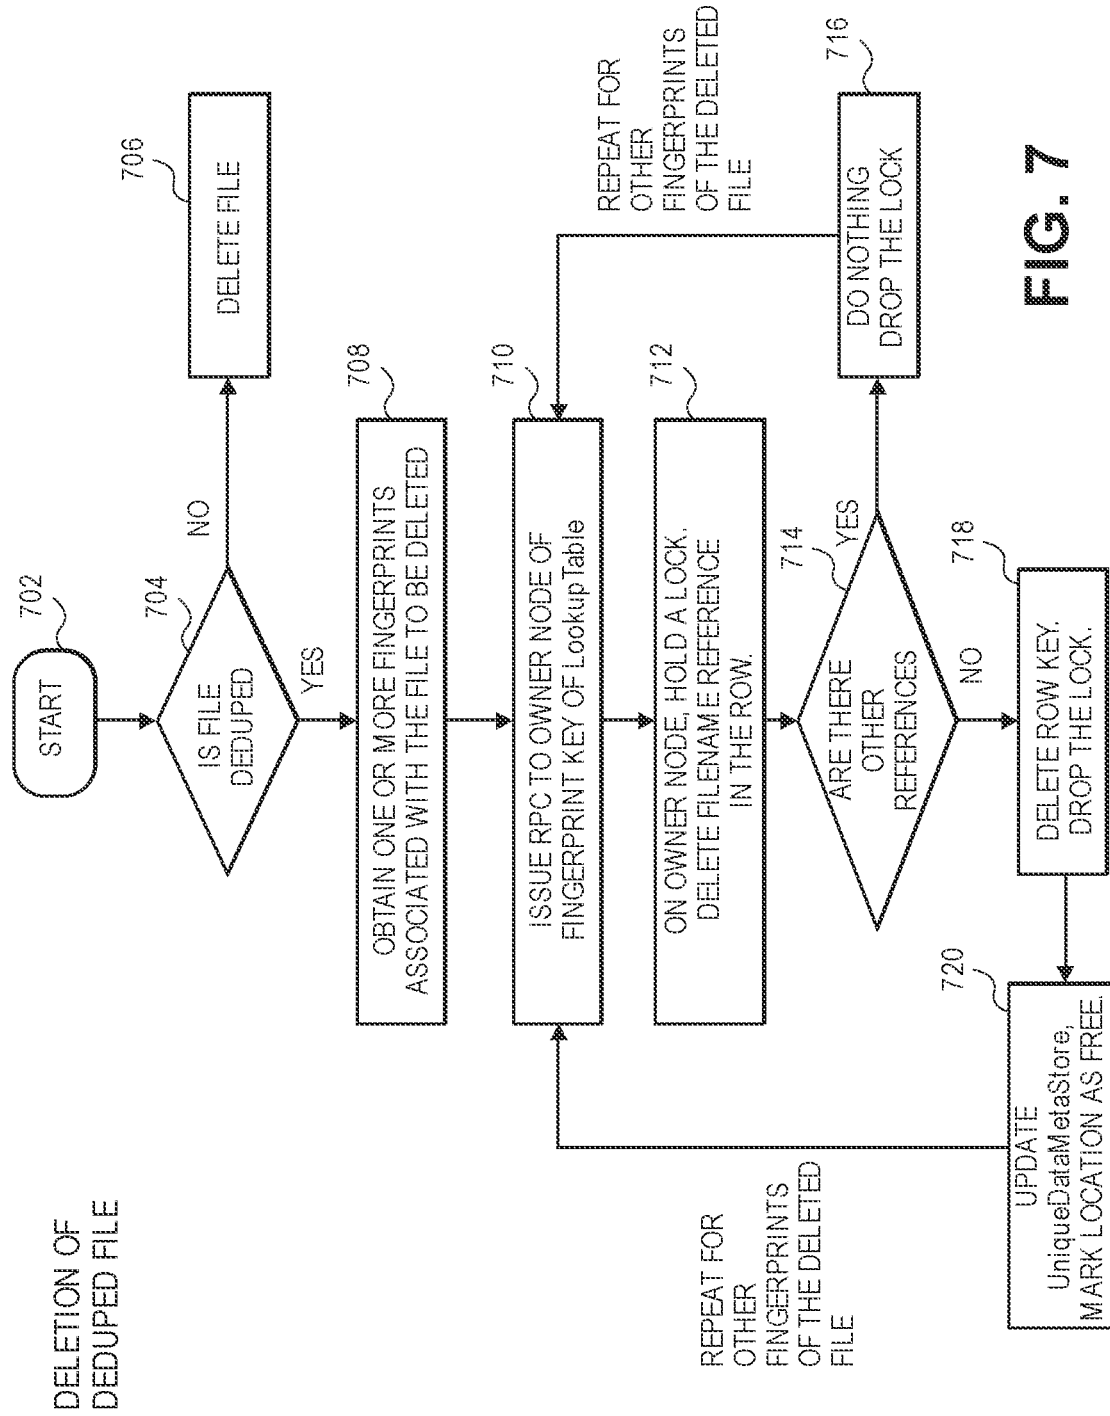 DELETION OF
DEDUPED FILE
START
702
IS FILE
DEDUPED
704
NO
DELETE FILE
706
YES
OBTAIN ONE OR MORE FINGERPRINTS
ASSOCIATED WITH THE FILE TO BE DELETED
708
ISSUE RPC TO OWNER NODE OF
FINGERPRINT KEY OF LookupTable
710
ON OWNER NODE, HOLD A LOCK.
DELETE FILENAME REFERENCE
IN THE ROW.
712
ARE THERE
OTHER
REFERENCES
714
YES
DO NOTHING
DROP THE LOCK
716
REPEAT FOR
OTHER
FINGERPRINTS
OF THE DELETED
FILE
NO
DELETE ROW KEY.
DROP THE LOCK.
718
UPDATE
UniqueDataMetaStore,
MARK LOCATION AS FREE.
720
REPEAT FOR
OTHER
FINGERPRINTS
OF THE DELETED
FILE
FIG. 7